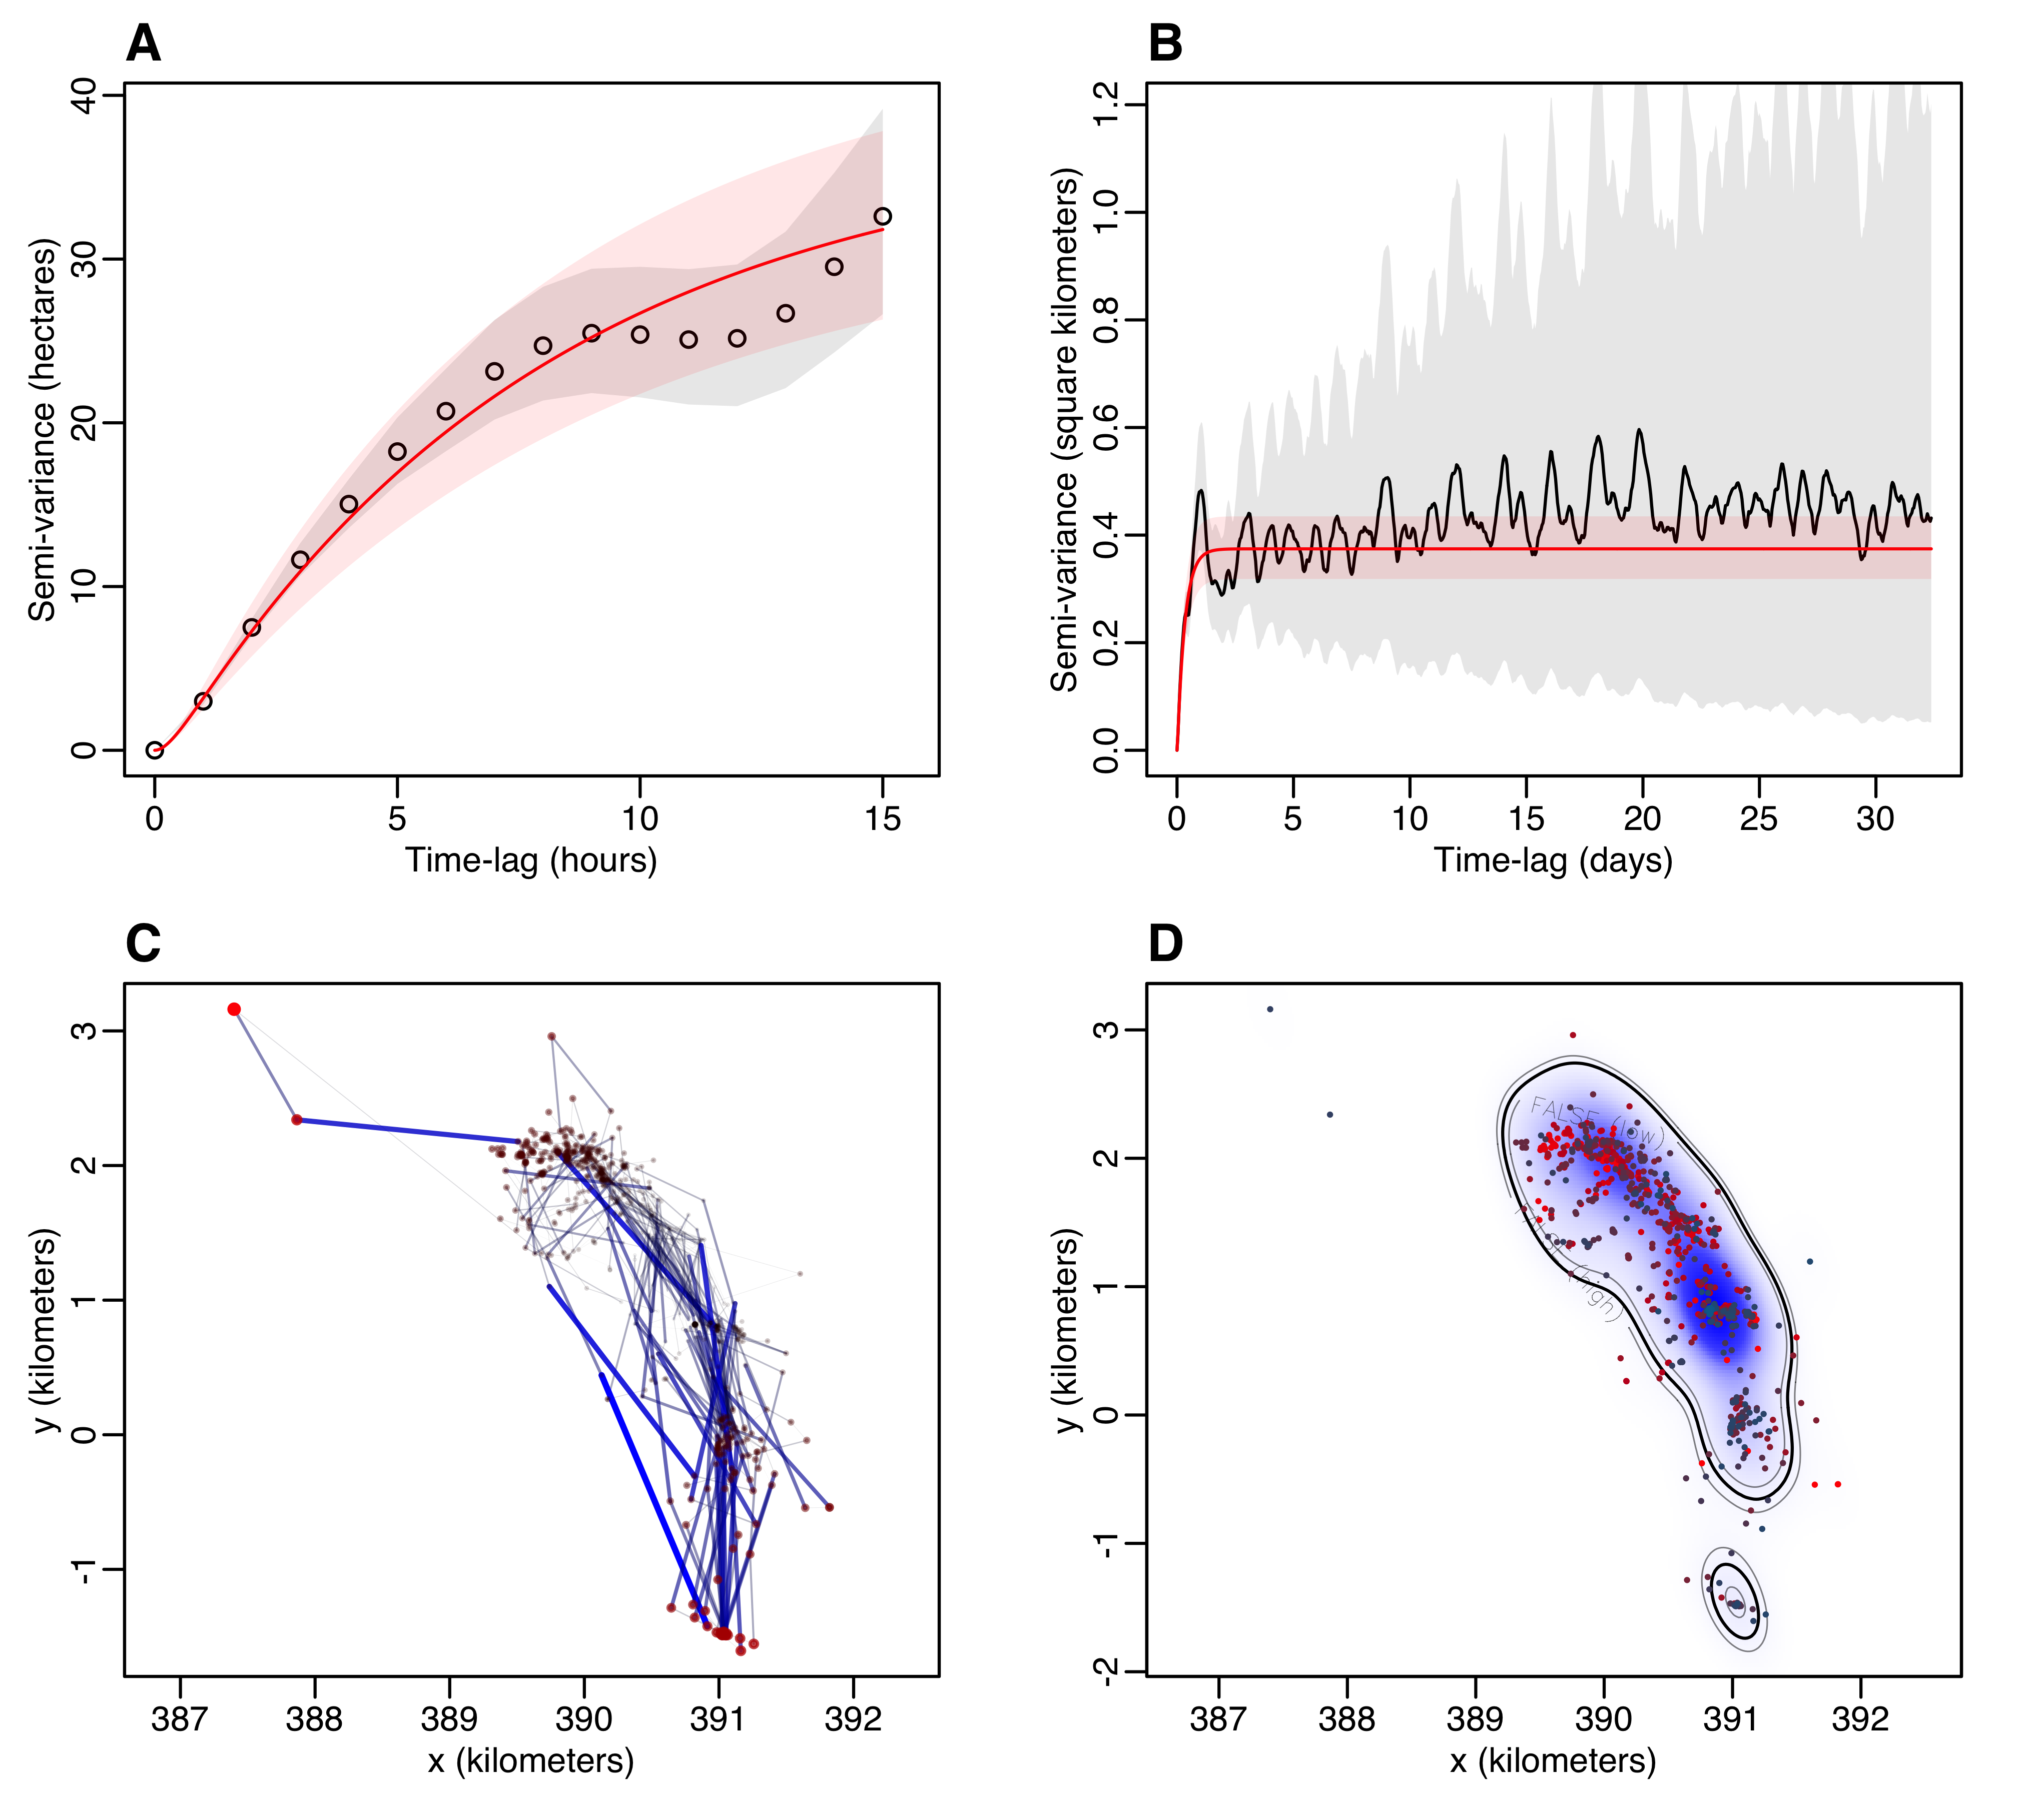 A
40
30
20
10
0
Semi-variance (hectares)
0 5 10 15
Time-lag (hours)
B
1.2
1.0
0.8
0.6
0.4
0.2
0.0
Semi-variance (square kilometers)
0 5 10 15 20 25 30
Time-lag (days)
C
3
2
1
0
-1
y (kilometers)
387 388 389 390 391 392
x (kilometers)
D
3
2
1
0
-1
-2
y (kilometers)
FALSE (low)
(high)
387 388 389 390 391 392
x (kilometers)